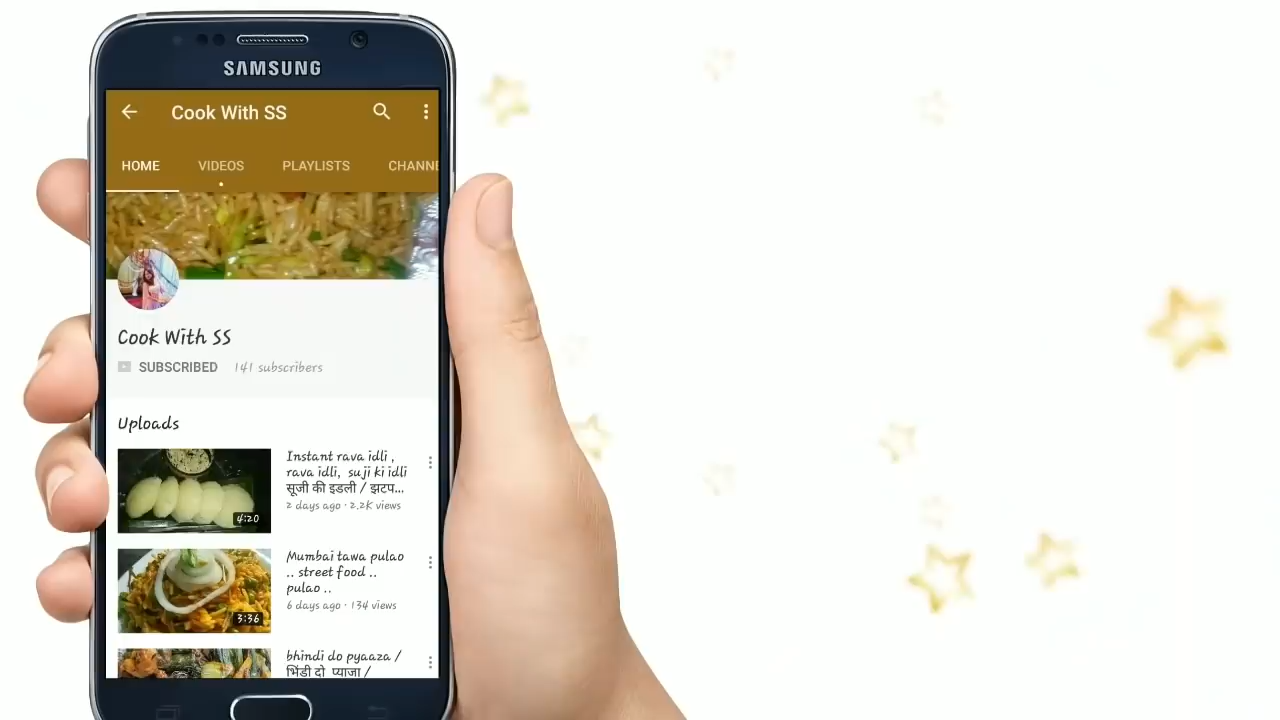 SAMSUNG
Cook With SS
HOME VIDEOS PLAYLISTS CHANNE
Cook With SS
SUBSCRIBED 141 subscribers
Uploads
Instant rava idli ,
rava idli, suji ki idli
सूजी की इडली / झटप...
2 days ago · 2.2K views
4:20
Mumbai tawa pulao
.. street food ..
pulao ..
6 days ago · 134 views
3:36
bhindi do pyaaza /
भिंडी दो प्याजा /